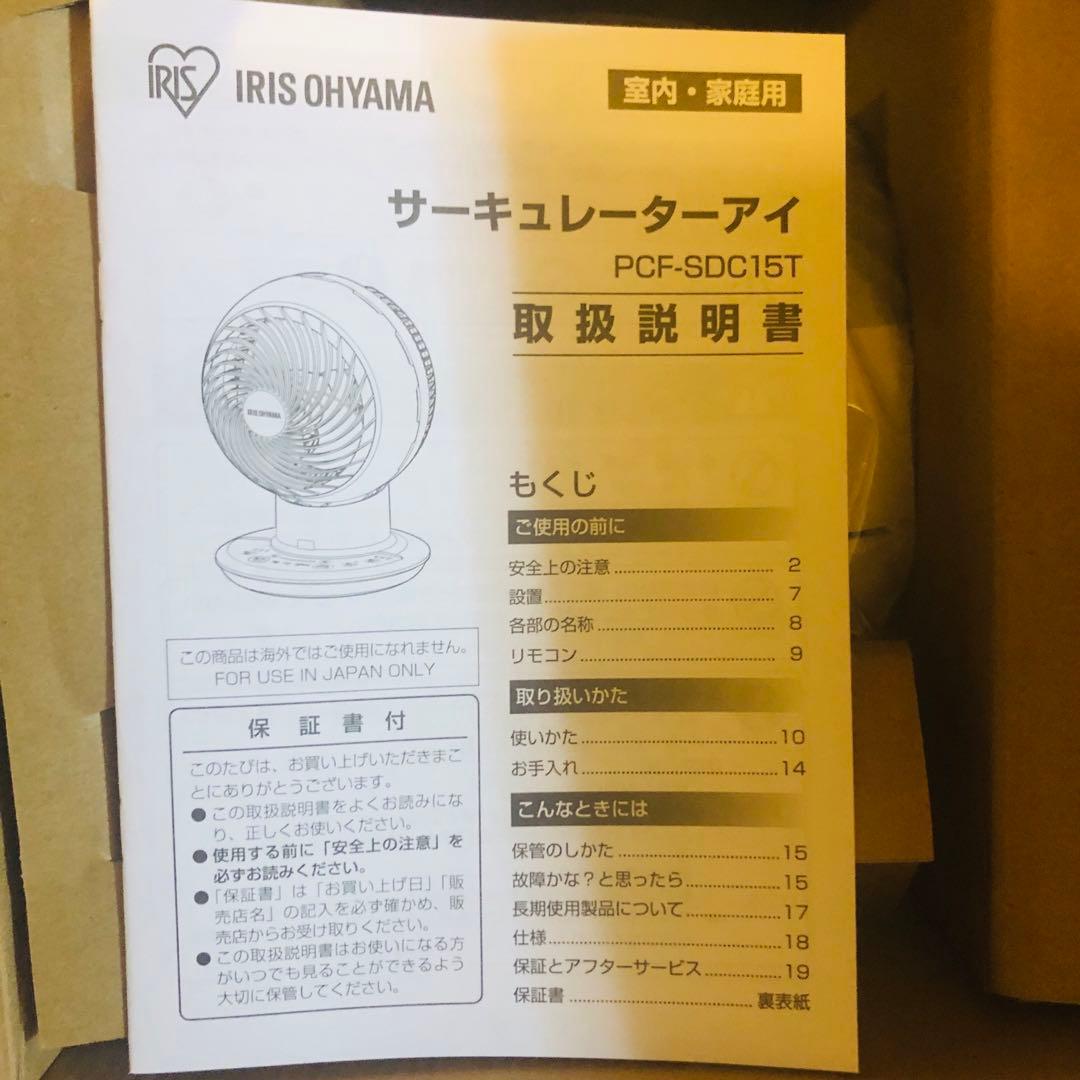 IRIS
IRIS OHYAMA
室内・家庭用
サーキュレーターアイ
PCF-SDC15T
取扱説明書
IRIS OHYAMA
この商品は海外ではご使用になれません。
FOR USE IN JAPAN ONLY
保証書付
このたびは、お買い上げいただきまこ
とにありがとうございます。
●この取扱説明書をよくお読みにな
り、正しくお使いください。
●使用する前に「安全上の注意」を
必ずお読みください。
●「保証書」は「お買い上げ日」「販
売店名」の記入を必ず確かめ、販
売店からお受け取りください。
●この取扱説明書はお使いになる方
がいつでも見ることができるよう
大切に保管してください。
もくじ
ご使用の前に
安全上の注意 2
設置 7
各部の名称 8
リモコン 9
取り扱いかた
使いかた 10
お手入れ 14
こんなときには
保管のしかた 15
故障かな？と思ったら 15
長期使用製品について 17
仕様 18
保証とアフターサービス 19
保証書 裏表紙